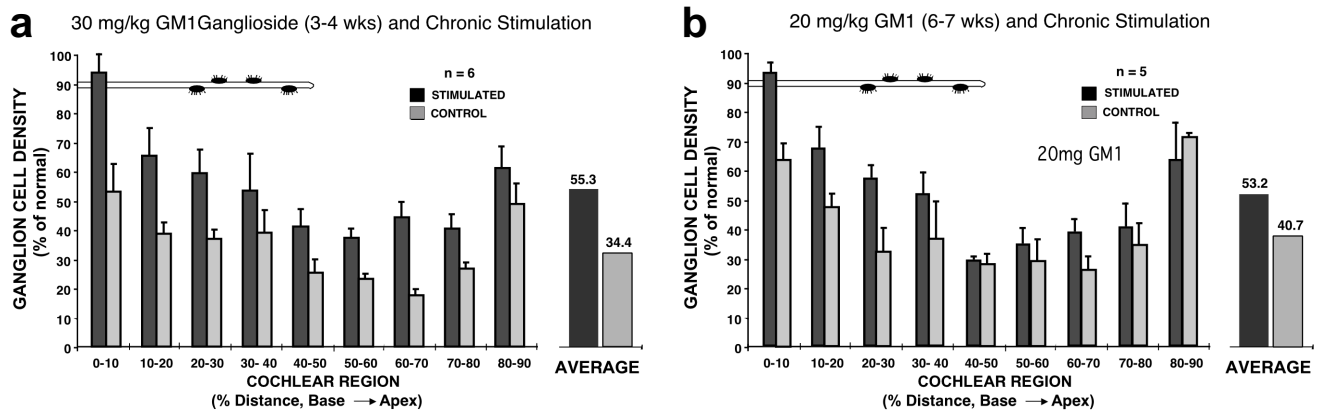 a
30 mg/kg GM1Ganglioside (3-4 wks) and Chronic Stimulation
GANGLION CELL DENSITY
(% of normal)
100
90
80
70
60
50
40
30
20
10
0
n = 6
STIMULATED
CONTROL
55.3
34.4
0-10 10-20 20-30 30- 40 40-50 50-60 60-70 70-80 80-90
AVERAGE
COCHLEAR REGION
(% Distance, Base → Apex)
b
20 mg/kg GM1 (6-7 wks) and Chronic Stimulation
GANGLION CELL DENSITY
(% of normal)
100
90
80
70
60
50
40
30
20
10
0
n = 5
STIMULATED
CONTROL
20mg GM1
53.2
40.7
0-10 10-20 20-30 30-40 40-50 50-60 60-70 70-80 80-90
AVERAGE
COCHLEAR REGION
(% Distance, Base → Apex)